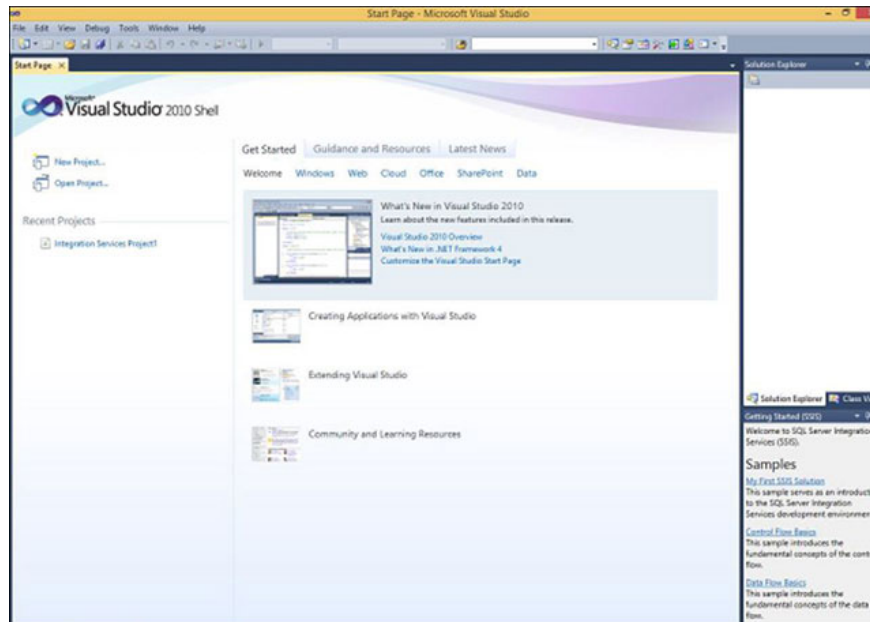 Start Page - Microsoft Visual Studio
File Edit View Debug Tools Window Help
Start Page
Solution Explorer
Microsoft
Visual Studio 2010 Shell
New Project...
Open Project...
Recent Projects
Integration Services Project1
Get Started Guidance and Resources Latest News
Welcome Windows Web Cloud Office SharePoint Data
What's New in Visual Studio 2010
Learn about the new features included in this release.
Visual Studio 2010 Overview
What's New in .NET Framework 4
Customize the Visual Studio Start Page
Creating Applications with Visual Studio
Extending Visual Studio
Community and Learning Resources
Solution Explorer Class Vi
Getting Started (SSIS)
Welcome to SQL Server Integratio
Services (SSIS).
Samples
My First SSIS Solution
This sample serves as an introduct
to the SQL Server Integration
Services development environmen
Control Flow Basics
This sample introduces the
fundamental concepts of the cont
flow.
Data Flow Basics
This sample introduces the
fundamental concepts of the data
flow.